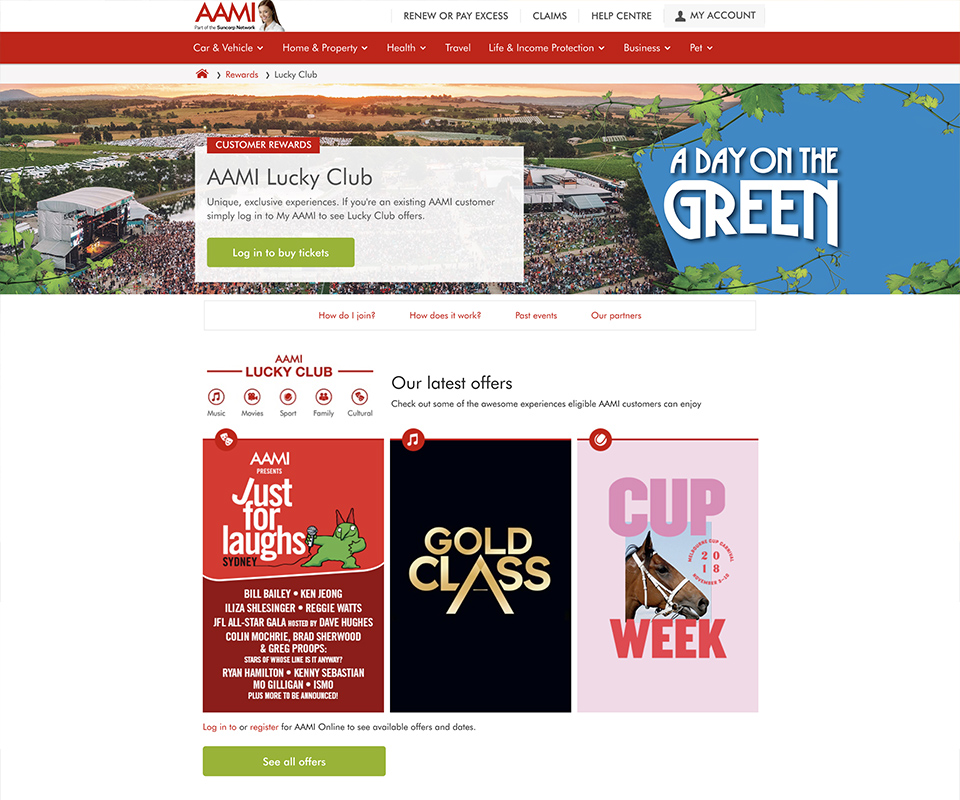 AAMI
Part of the Suncorp Network
RENEW OR PAY EXCESS
CLAIMS
HELP CENTRE
MY ACCOUNT
Car & Vehicle
Home & Property
Health
Travel
Life & Income Protection
Business
Pet
Rewards
Lucky Club
CUSTOMER REWARDS
AAMI Lucky Club
Unique, exclusive experiences. If you're an existing AAMI customer
simply log in to My AAMI to see Lucky Club offers.
Log in to buy tickets
A DAY ON THE
GREEN
How do I join?
How does it work?
Past events
Our partners
AAMI
LUCKY CLUB
Music
Movies
Sport
Family
Cultural
Our latest offers
Check out some of the awesome experiences eligible AAMI customers can enjoy
AAMI
PRESENTS
Just
for
laughs
SYDNEY
BILL BAILEY • KEN JEONG
ILIZA SHLESINGER • REGGIE WATTS
JFL ALL-STAR GALA HOSTED BY DAVE HUGHES
COLIN MOCHRIE, BRAD SHERWOOD
& GREG PROOPS:
STARS OF WHOSE LINE IS IT ANYWAY?
RYAN HAMILTON • KENNY SEBASTIAN
MO GILLIGAN • ISMO
PLUS MORE TO BE ANNOUNCED!
GOLD
CLASS
CUP
MELBOURNE CUP CARNIVAL
20
18
NOVEMBER 3–10
WEEK
Log in to or register for AAMI Online to see available offers and dates.
See all offers